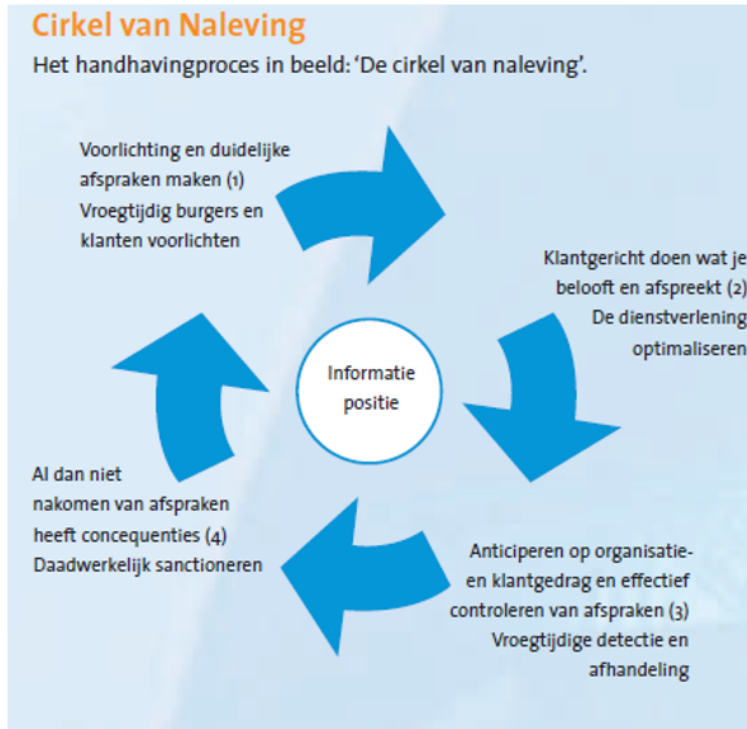 Cirkel van Naleving
Het handhavingproces in beeld: ‘De cirkel van naleving’.
Voorlichting en duidelijke
afspraken maken (1)
Vroegtijdig burgers en
klanten voorlichten
Klantgericht doen wat je
belooft en afspreekt (2)
De dienstverlening
optimaliseren
Informatie
positie
Al dan niet
nakomen van afspraken
heeft concequenties (4)
Daadwerkelijk sanctioneren
Anticiperen op organisatie-
en klantgedrag en effectief
controleren van afspraken (3)
Vroegtijdige detectie en
afhandeling